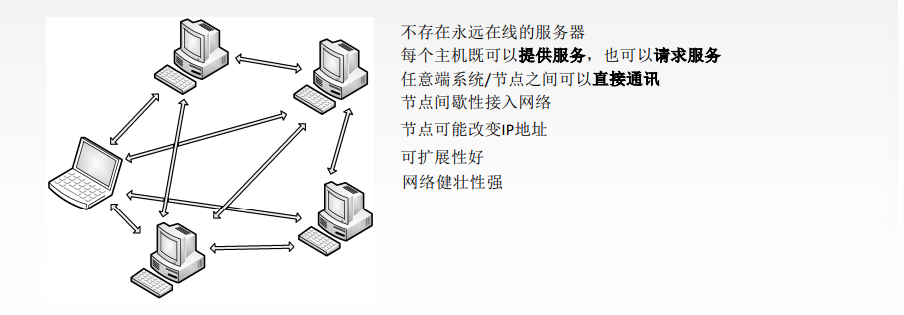 不存在永远在线的服务器
每个主机既可以提供服务，也可以请求服务
任意端系统/节点之间可以直接通讯
节点间歇性接入网络
节点可能改变IP地址
可扩展性好
网络健壮性强